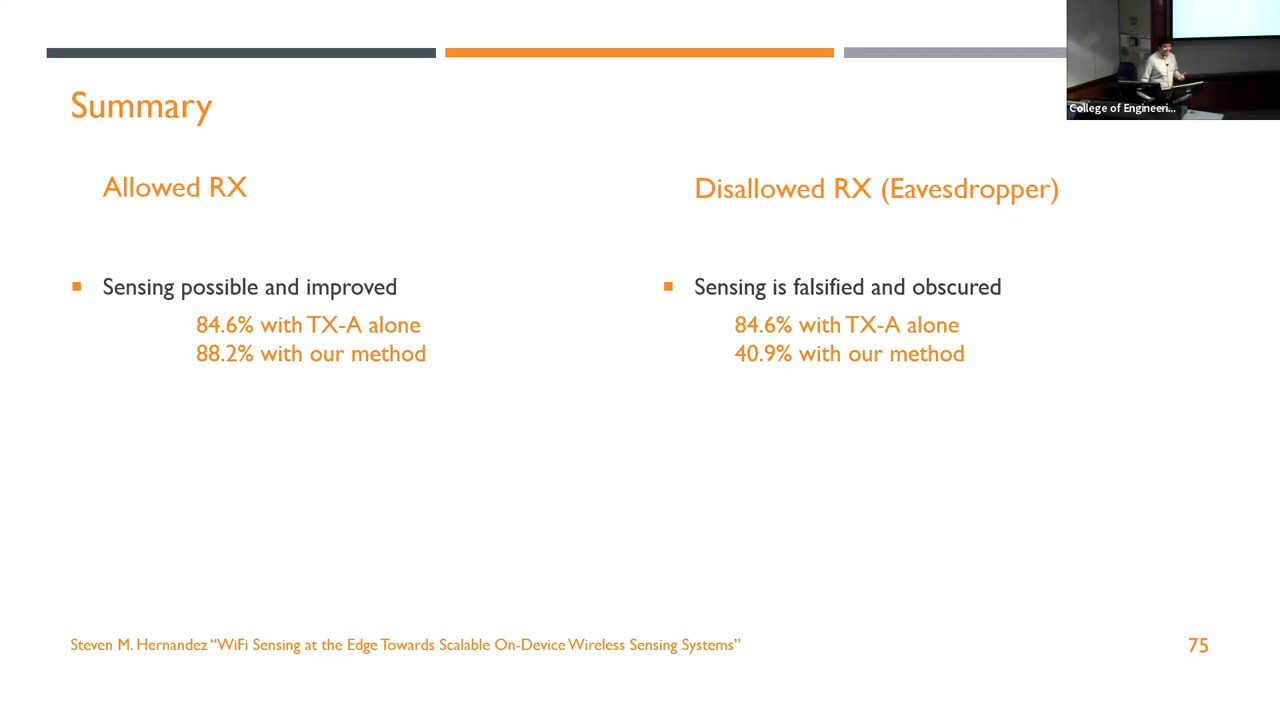 College of Engineeri...
Summary
Allowed RX
Sensing possible and improved
84.6% with TX-A alone
88.2% with our method
Disallowed RX (Eavesdropper)
Sensing is falsified and obscured
84.6% with TX-A alone
40.9% with our method
Steven M. Hernandez “WiFi Sensing at the Edge Towards Scalable On-Device Wireless Sensing Systems”
75